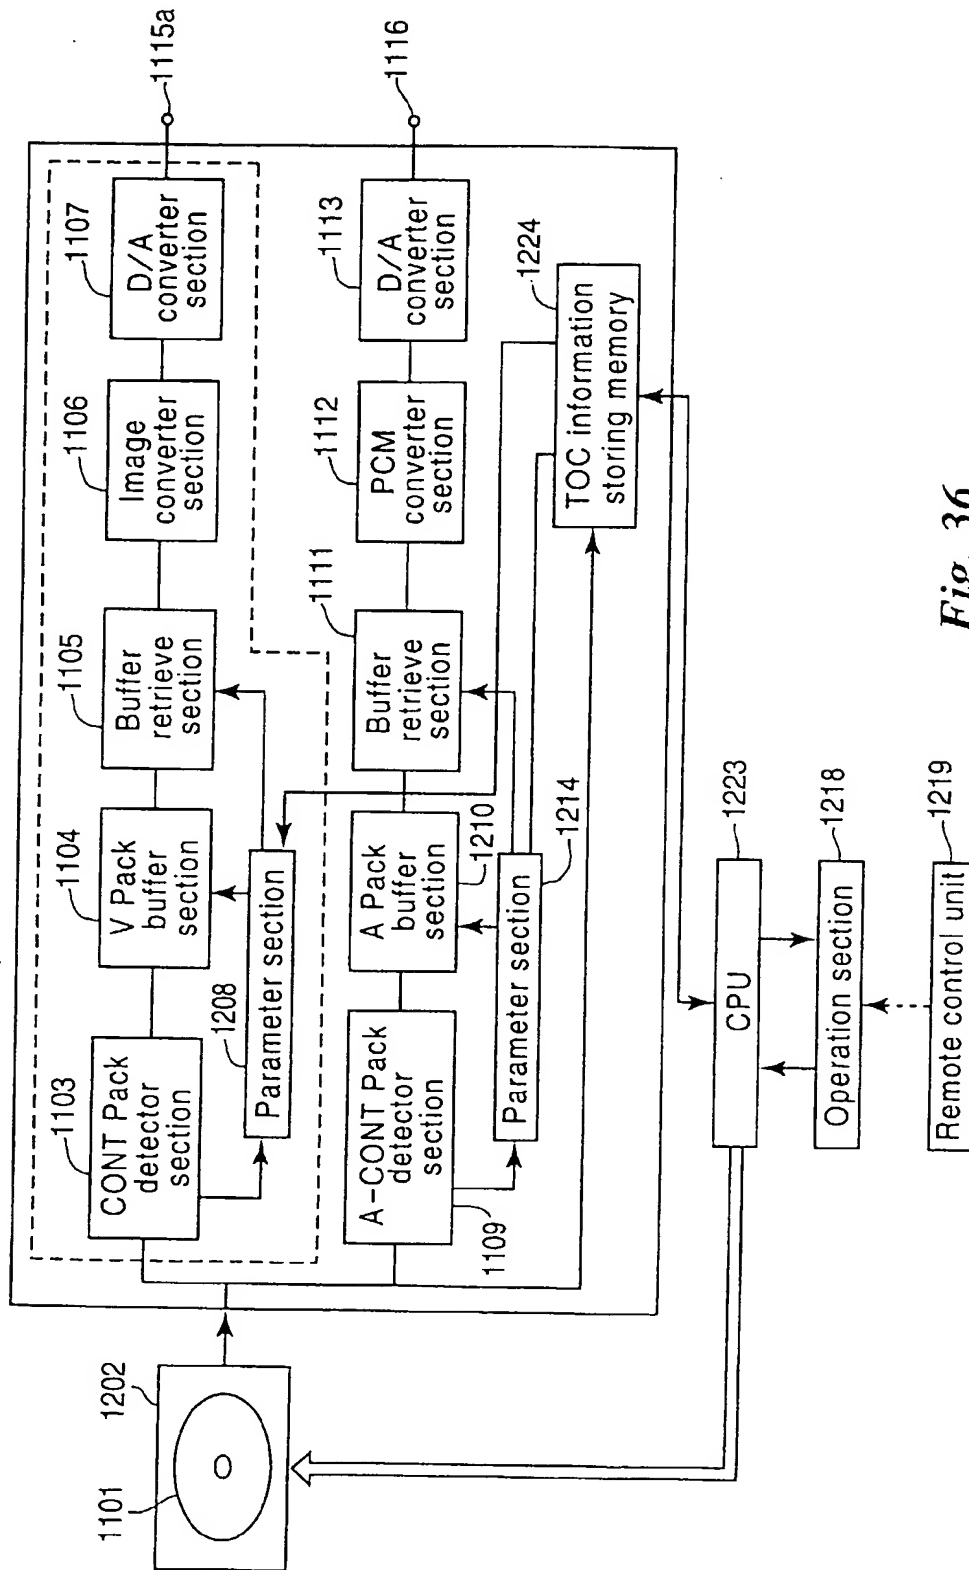 1101
1202
1103
CONT Pack
detector
section
1104
V Pack
buffer
section
1105
Buffer
retrieve
section
1106
Image
converter
section
1107
D/A
converter
section
1115a
1208
Parameter section
A-CONT Pack
detector
section
1109
A Pack
buffer
section
1210
1111
Buffer
retrieve
section
1112
PCM
converter
section
1113
D/A
converter
section
1116
Parameter section
1214
TOC information
storing memory
1224
CPU
1223
Operation section
1218
Remote control unit
1219
Fig. 36